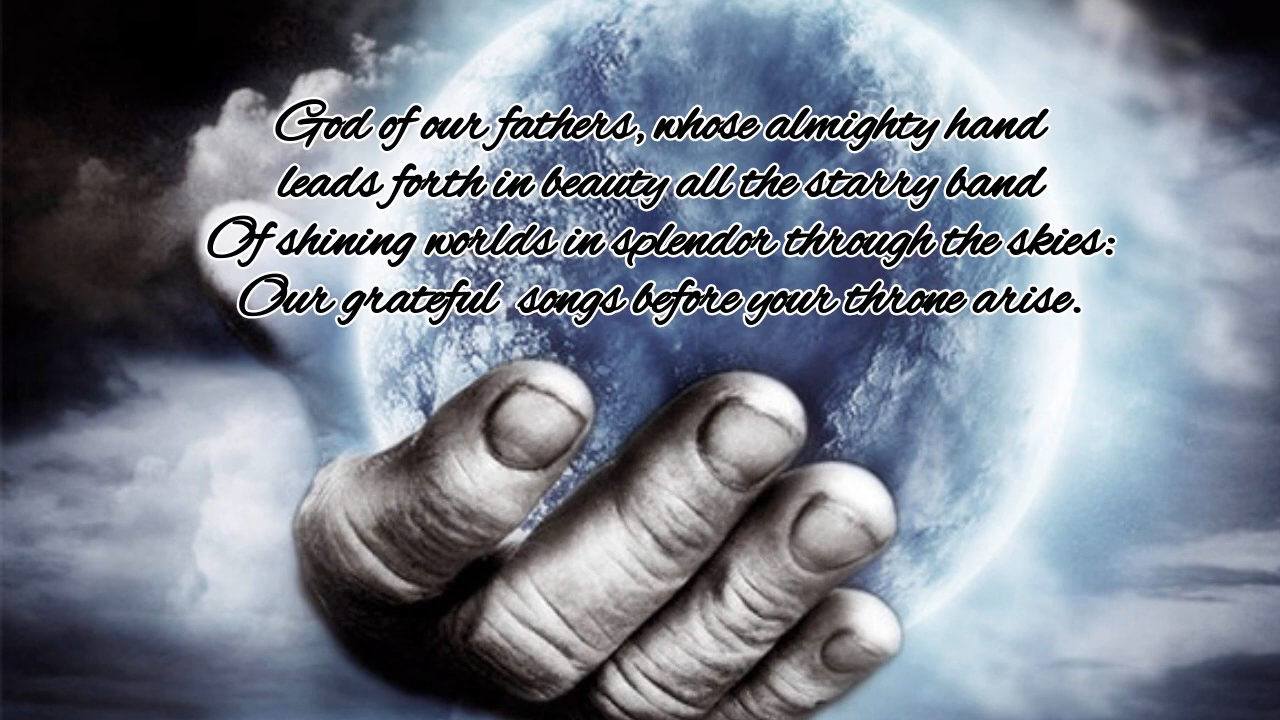 God of our fathers, whose almighty hand
leads forth in beauty all the starry band
Of shining worlds in splendor through the skies:
Our grateful songs before your throne arise.